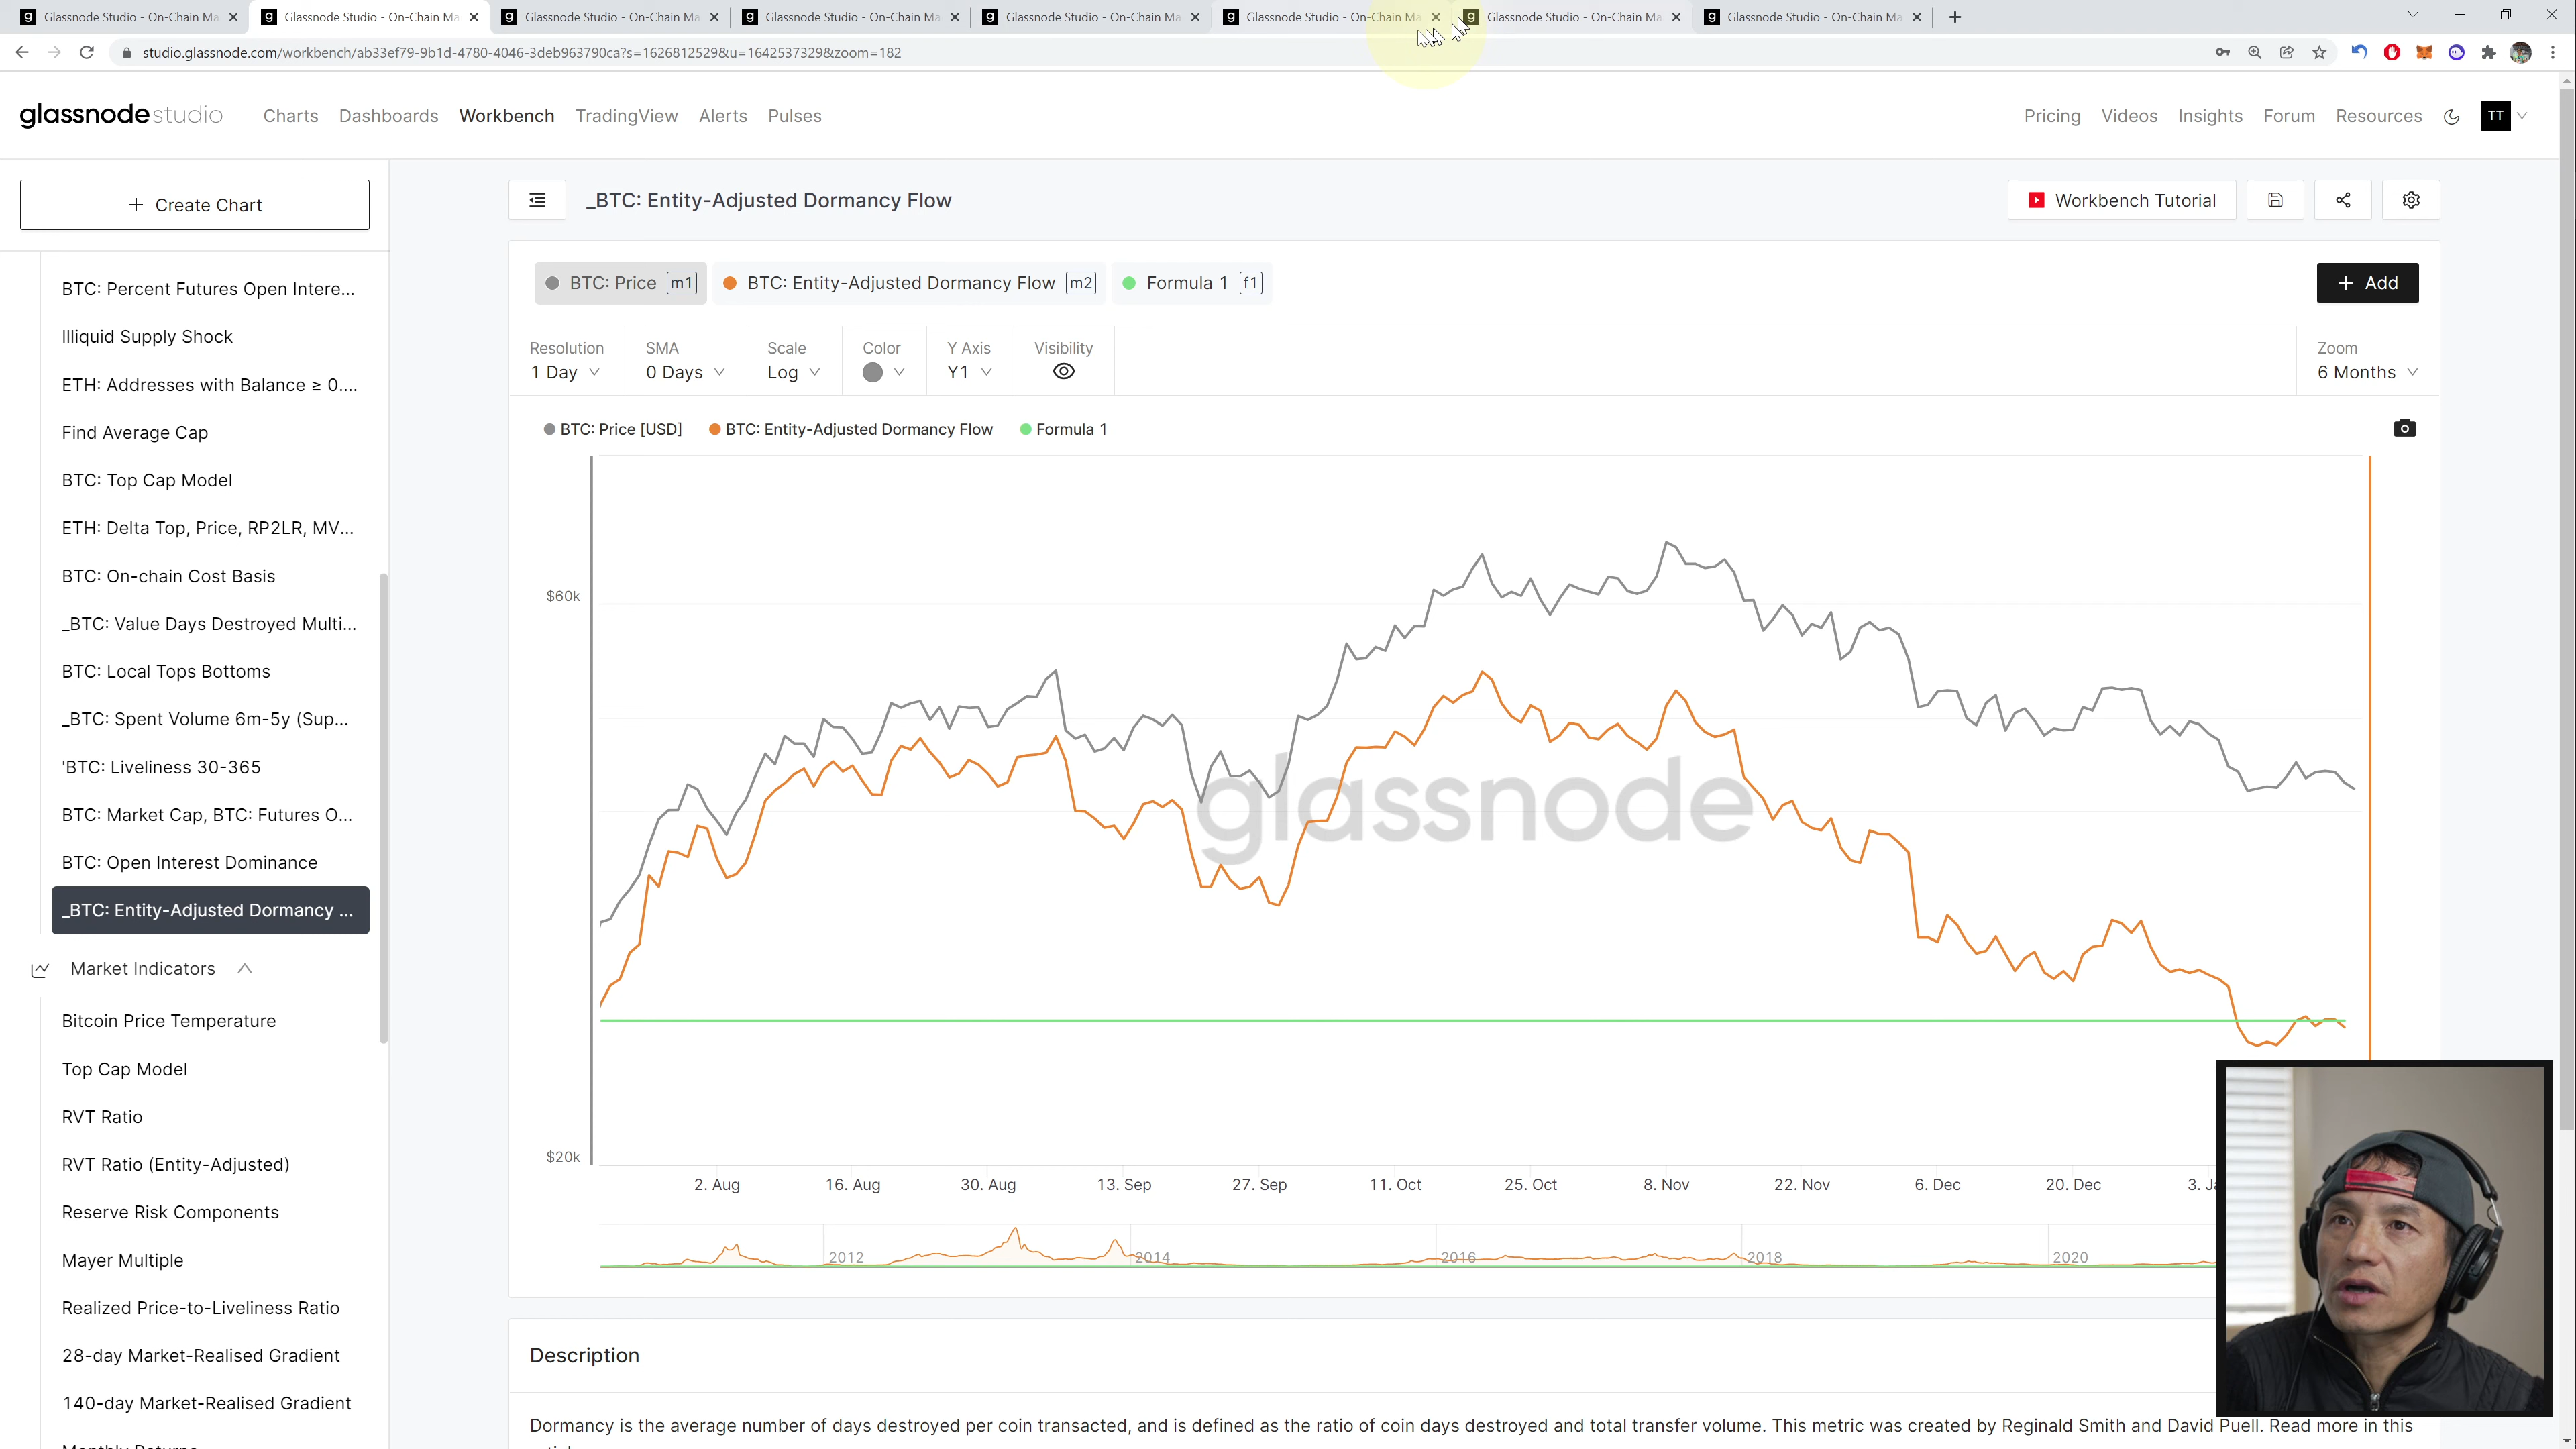 Glassnode Studio - On-Chain Ma
Glassnode Studio - On-Chain Ma
Glassnode Studio - On-Chain Ma
Glassnode Studio - On-Chain Ma
Glassnode Studio - On-Chain Ma
Glassnode Studio - On-Chain Ma
Glassnode Studio - On-Chain Ma
Glassnode Studio - On-Chain Ma
studio.glassnode.com/workbench/ab33ef79-9b1d-4780-4046-3deb963790ca?s=1626812529&u=1642537329&zoom=182
glassnodestudio
Charts Dashboards Workbench TradingView Alerts Pulses
Pricing Videos Insights Forum Resources TT
+ Create Chart
BTC: Percent Futures Open Intere...
Illiquid Supply Shock
ETH: Addresses with Balance ≥ 0....
Find Average Cap
BTC: Top Cap Model
ETH: Delta Top, Price, RP2LR, MV...
BTC: On-chain Cost Basis
_BTC: Value Days Destroyed Multi...
BTC: Local Tops Bottoms
_BTC: Spent Volume 6m-5y (Sup...
'BTC: Liveliness 30-365
BTC: Market Cap, BTC: Futures O...
BTC: Open Interest Dominance
_BTC: Entity-Adjusted Dormancy ...
Market Indicators
Bitcoin Price Temperature
Top Cap Model
RVT Ratio
RVT Ratio (Entity-Adjusted)
Reserve Risk Components
Mayer Multiple
Realized Price-to-Liveliness Ratio
28-day Market-Realised Gradient
140-day Market-Realised Gradient
_BTC: Entity-Adjusted Dormancy Flow
Workbench Tutorial
BTC: Price m1 BTC: Entity-Adjusted Dormancy Flow m2 Formula 1 f1
+ Add
Resolution SMA Scale Color Y Axis Visibility Zoom
1 Day 0 Days Log Y1 6 Months
BTC: Price [USD] BTC: Entity-Adjusted Dormancy Flow Formula 1
$60k
glassnode
$20k
2. Aug 16. Aug 30. Aug 13. Sep 27. Sep 11. Oct 25. Oct 8. Nov 22. Nov 6. Dec 20. Dec 3. Ja
2012 2014 2016 2018 2020
Description
Dormancy is the average number of days destroyed per coin transacted, and is defined as the ratio of coin days destroyed and total transfer volume. This metric was created by Reginald Smith and David Puell. Read more in this